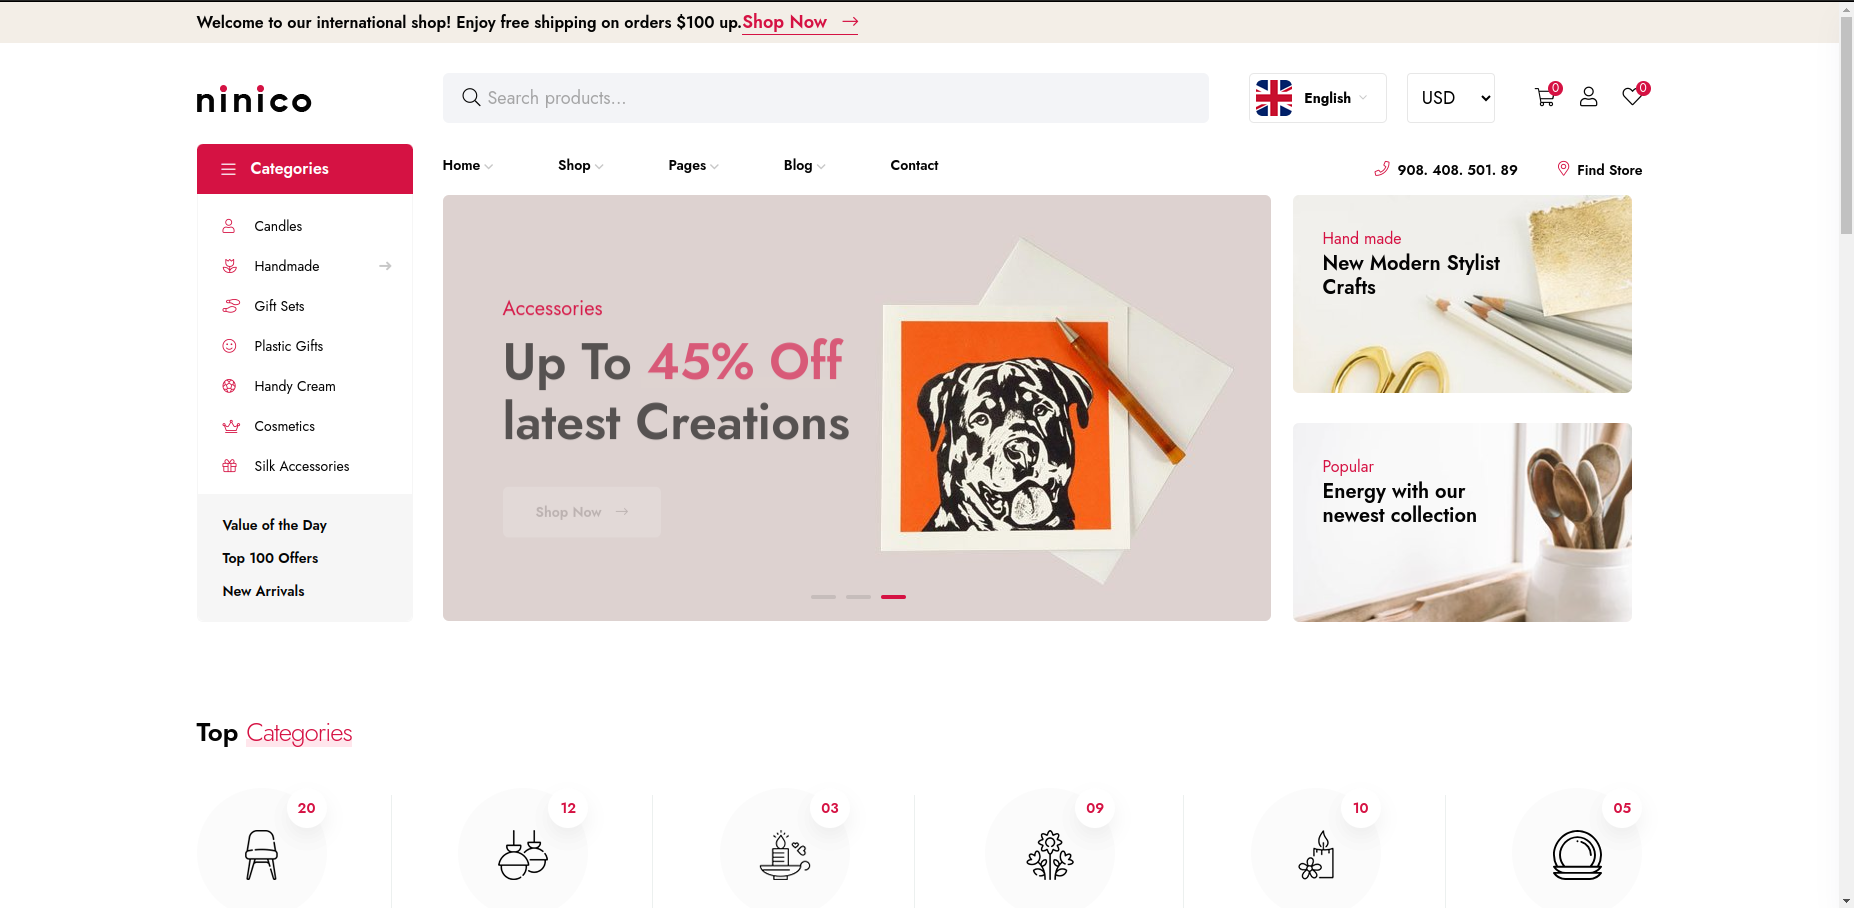 Welcome to our international shop! Enjoy free shipping on orders $100 up. Shop Now
ninico
Search products...
English
USD
0
0
Categories
Home
Shop
Pages
Blog
Contact
908. 408. 501. 89
Find Store
Candles
Handmade
Gift Sets
Plastic Gifts
Handy Cream
Cosmetics
Silk Accessories
Value of the Day
Top 100 Offers
New Arrivals
Accessories
Up To 45% Off
latest Creations
Shop Now
Hand made
New Modern Stylist
Crafts
Popular
Energy with our
newest collection
Top Categories
20
12
03
09
10
05